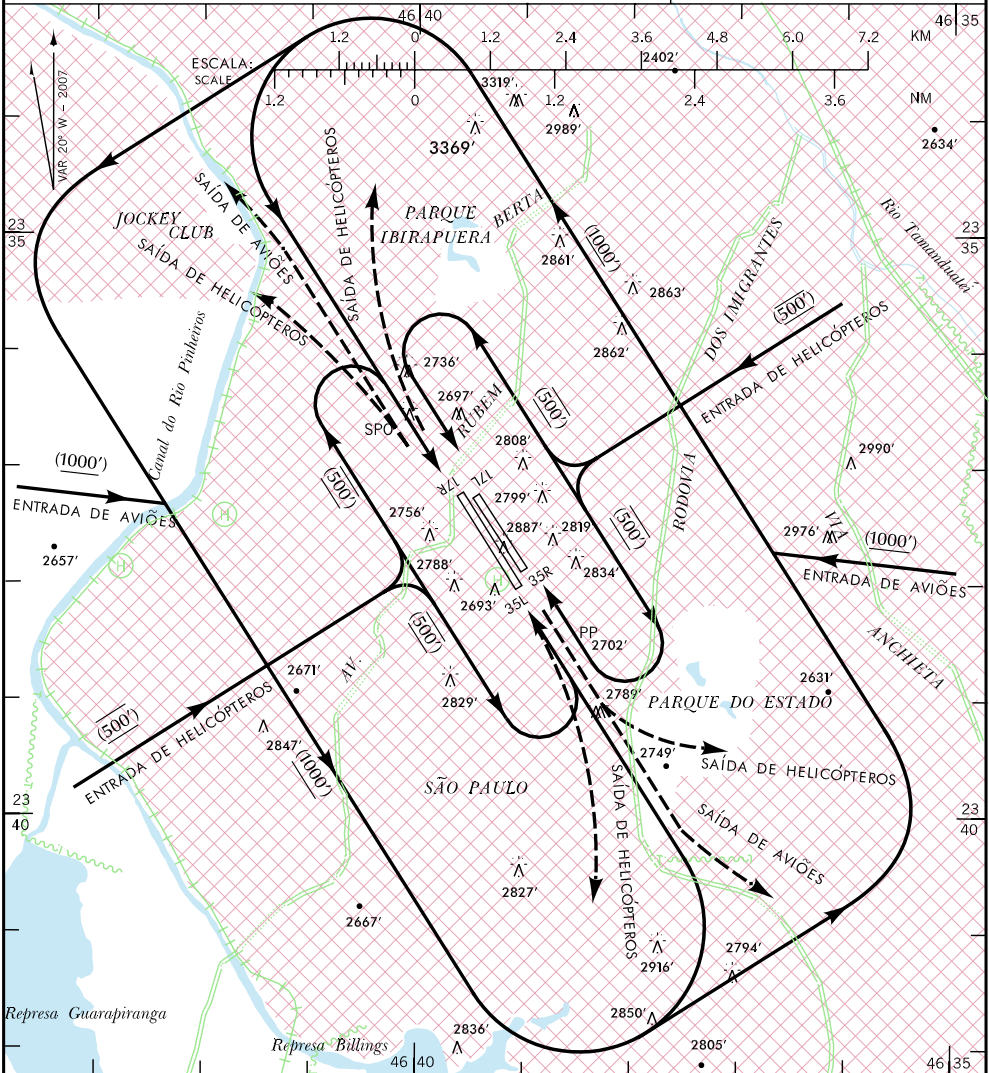 46 40
46 35
1.2 0 1.2 2.4 3.6 4.8 6.0 7.2 KM
ESCALA:
SCALE
2402'
1.2 0 1.2 2.4 3.6 NM
VAR 20º W - 2007
3319'
2989'
3369'
2634'
23
35
23
35
JOCKEY
CLUB
SAÍDA DE AVIÕES
SAÍDA DE HELICÓPTEROS
SAÍDA DE HELICÓPTEROS
PARQUE
IBIRAPUERA
BERTA
2861'
(1000')
2863'
2862'
DOS IMIGRANTES
Rio Tamanduateí
(500')
ENTRADA DE HELICÓPTEROS
Canal do Rio Pinheiros
2736'
2697'
SPO
RUBEM
(500')
2808'
2990'
(1000')
ENTRADA DE AVIÕES
H
2657'
H
(500')
17R
17L
2799'
2756'
2887'
2819'
(500')
RODOVIA
2976'
VIA
(1000')
ENTRADA DE AVIÕES
2788'
2834'
H
2693'
35R
35L
(500')
PP
2702'
ANCHIETA
2671'
AV.
2829'
2789'
PARQUE DO ESTADO
2631'
(500')
ENTRADA DE HELICÓPTEROS
2847'
(1000')
2749'
SAÍDA DE HELICÓPTEROS
SÃO PAULO
SAÍDA DE HELICÓPTEROS
SAÍDA DE AVIÕES
23
40
23
40
2827'
2667'
2916'
2794'
Represa Guarapiranga
2850'
2836'
Represa Billings
2805'
46 40
46 35